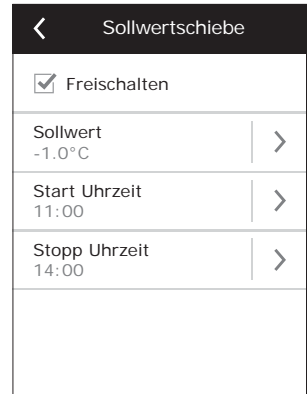 Sollwertschiebe
Freischalten
Sollwert
-1.0°C
Start Uhrzeit
11:00
Stopp Uhrzeit
14:00